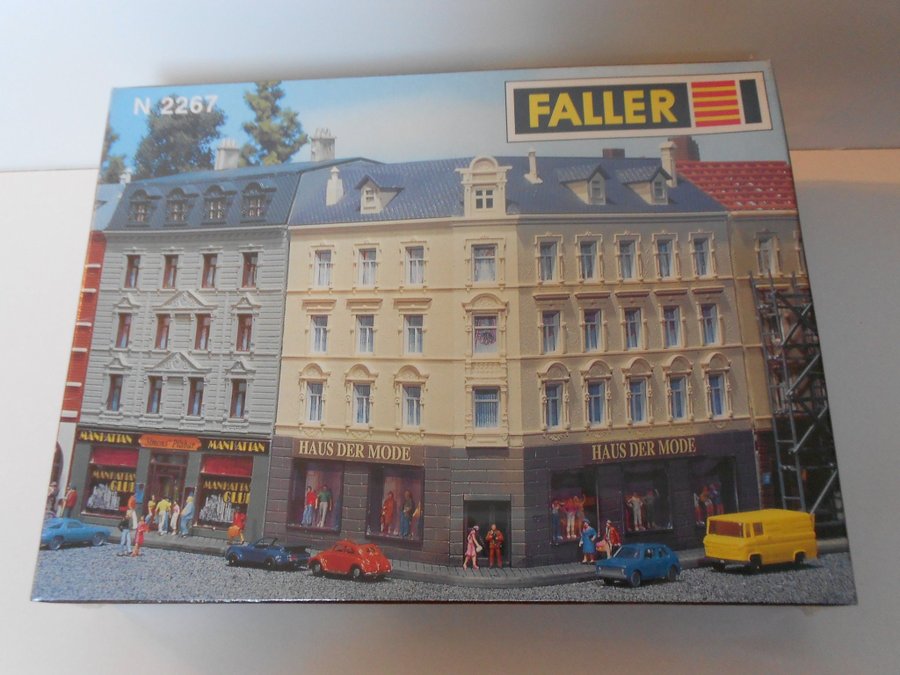 N 2267
FALLER
MANHATTAN
MANHATTAN
HAUS DER MODE
HAUS DER MODE
MANHATTAN
CLUB
MANHATTAN
CLUB